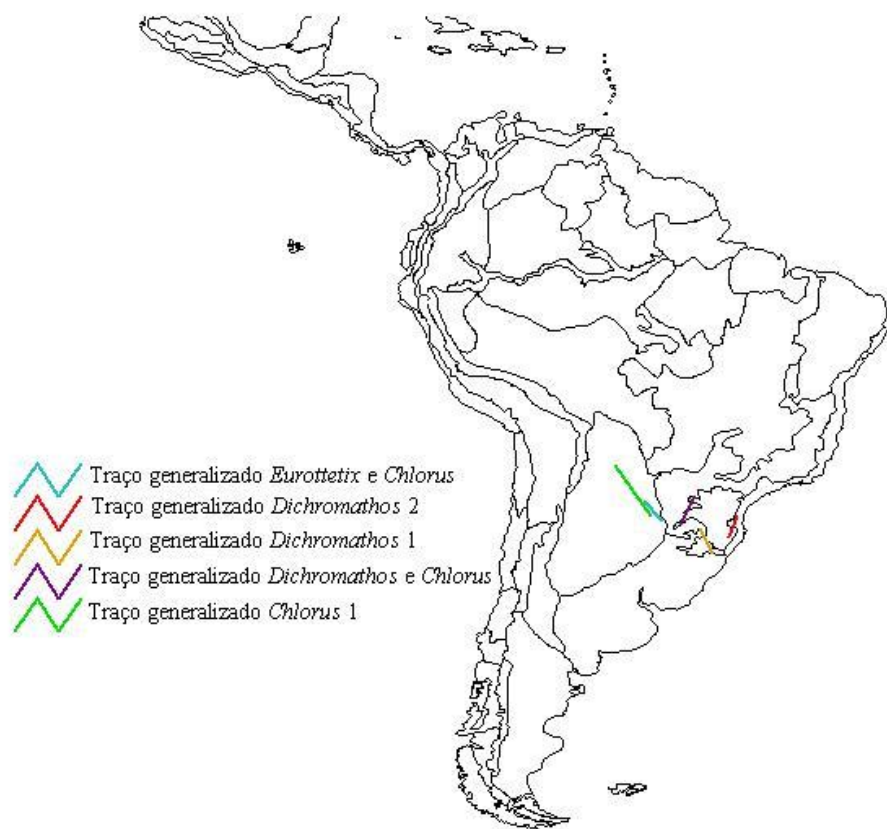 Traço generalizado Eurottetix e Chlorus
Traço generalizado Dichromathos 2
Traço generalizado Dichromathos 1
Traço generalizado Dichromathos e Chlorus
Traço generalizado Chlorus 1